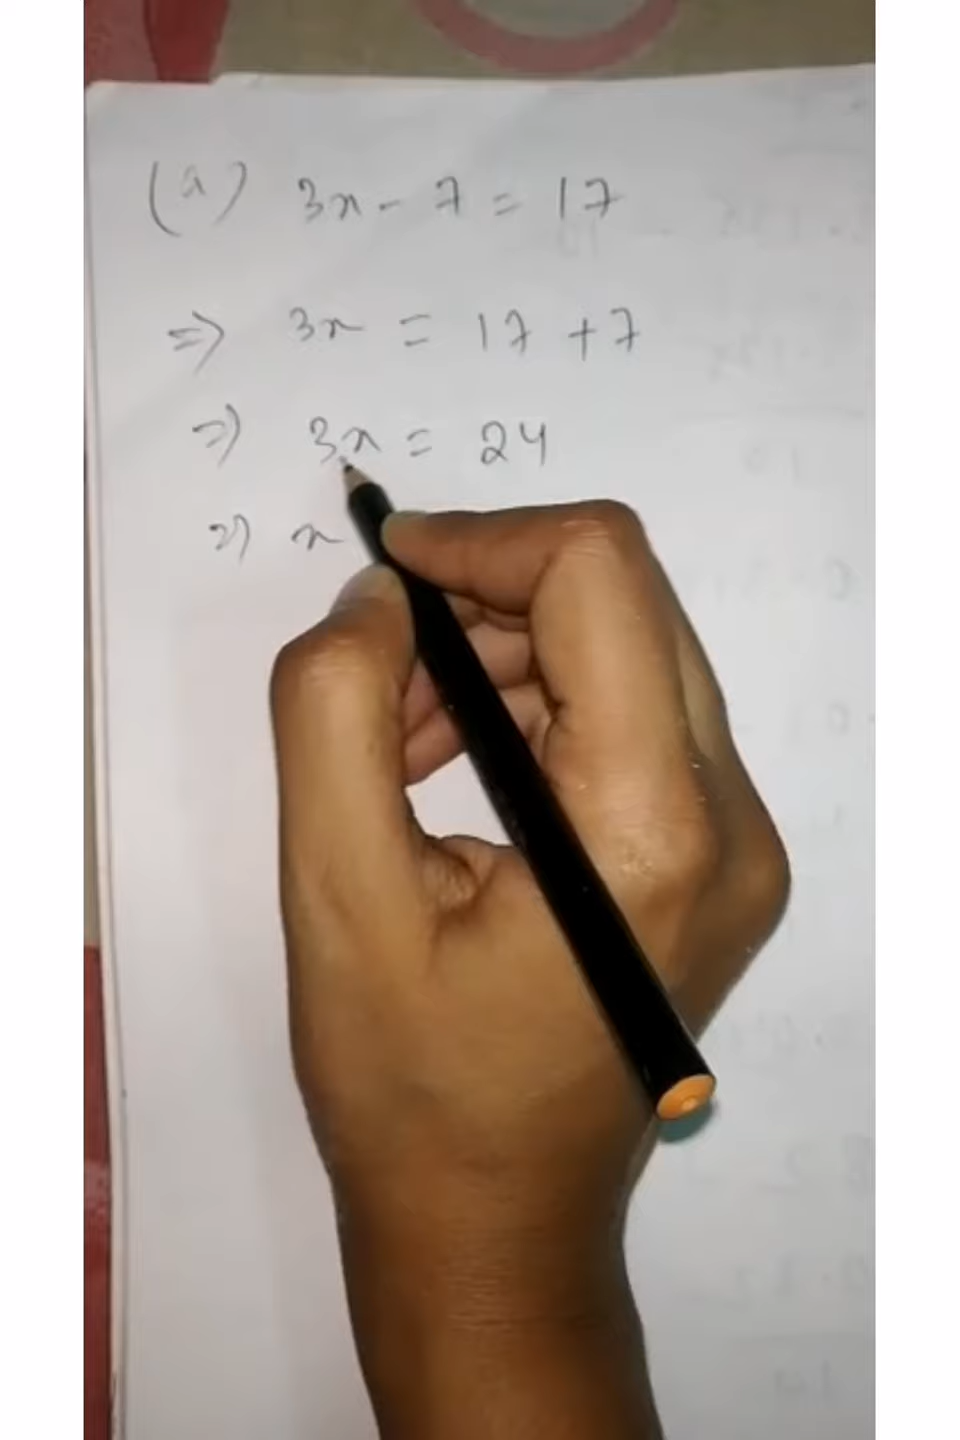 (a) 3x - 7 = 17
⇒ 3x = 17 + 7
⇒ 3x = 24
⇒ x